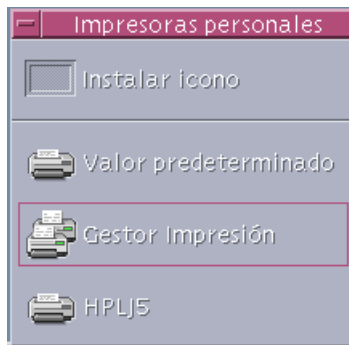 Impresoras personales
Instalar icono
Valor predeterminado
Gestor Impresión
HPLJ5